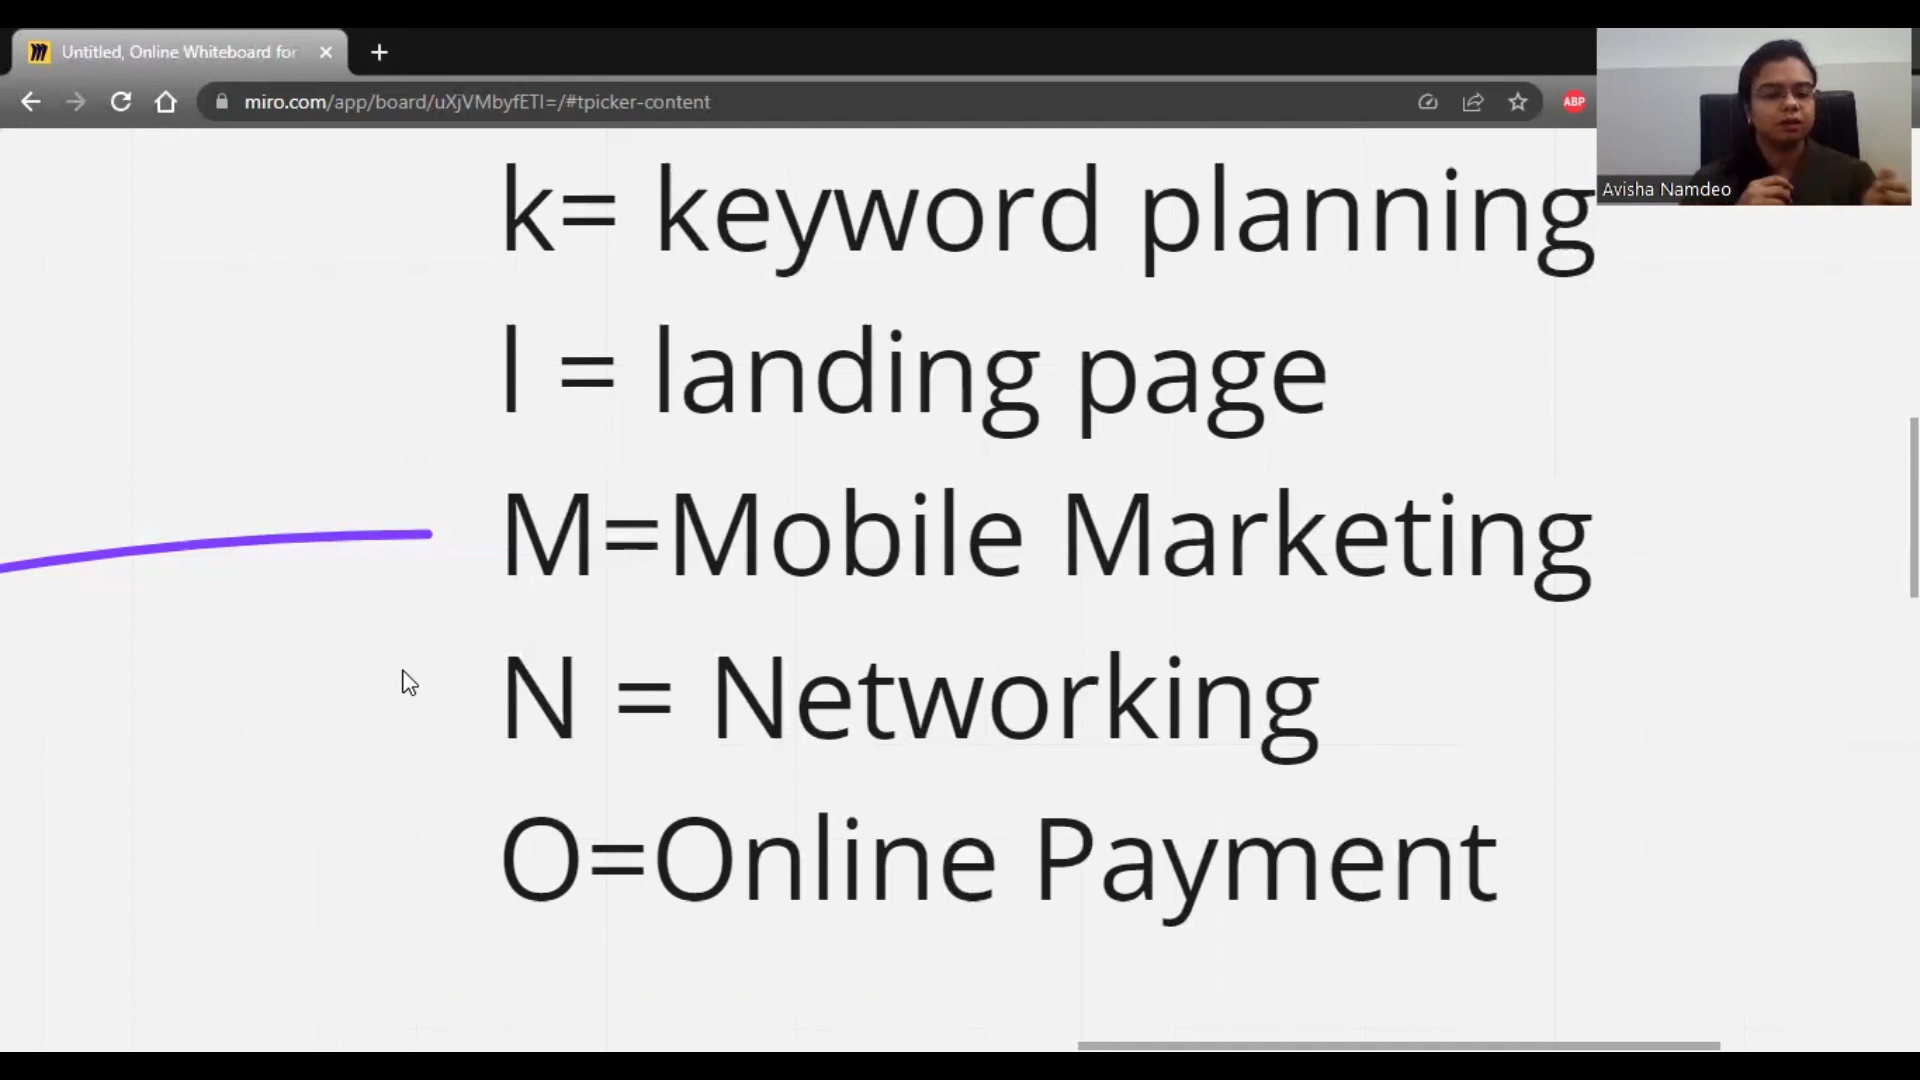 Untitled, Online Whiteboard for
miro.com/app/board/uXjVMbyfETI=/#tpicker-content
ABP
Avisha Namdeo
k= keyword planning
l = landing page
M=Mobile Marketing
N = Networking
O=Online Payment